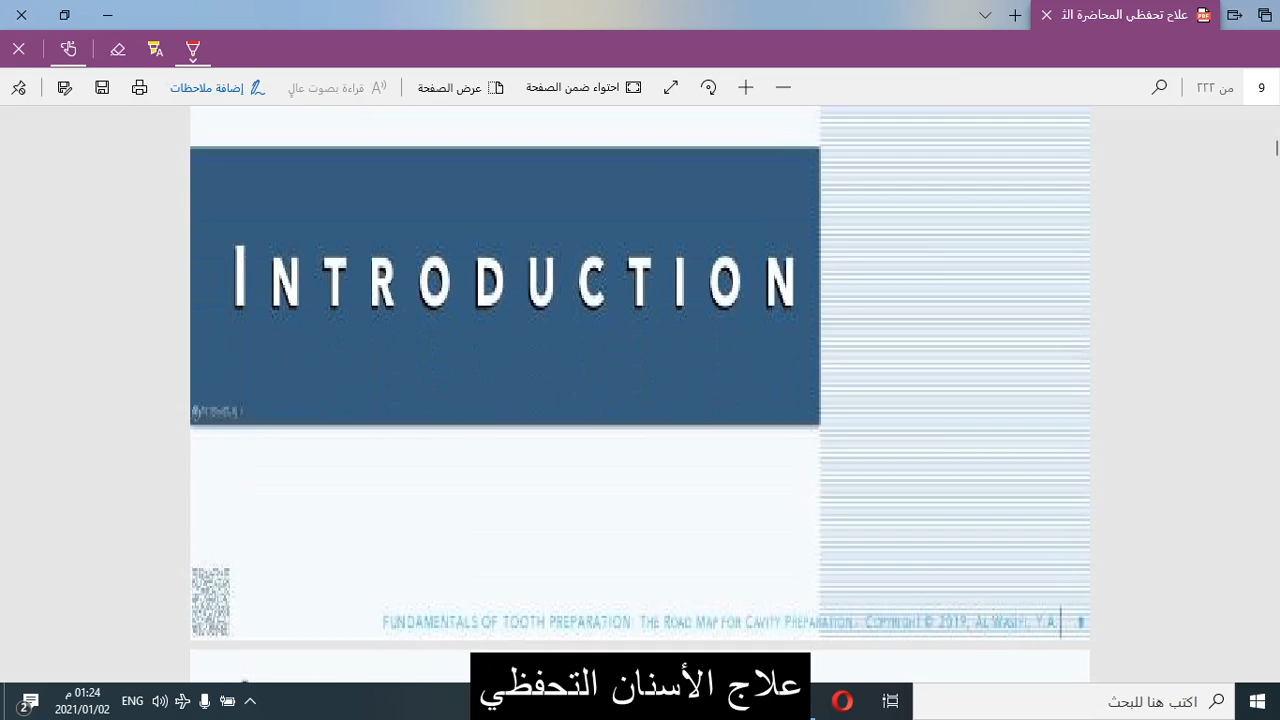 علاج تحفظي المحاضرة الث
9 من ٢٢٢
احتواء ضمن الصفحة
عرض الصفحة
قراءة بصوت عالٍ
إضافة ملاحظات
INTRODUCTION
FUNDAMENTALS OF TOOTH PREPARATION THE ROAD MAP FOR CAVITY PREPARATION. Copyright © 2019, AL Wasifi, Y.A.
علاج الأسنان التحفظي
اكتب هنا للبحث
ENG
01:24 م
2021/01/02
2